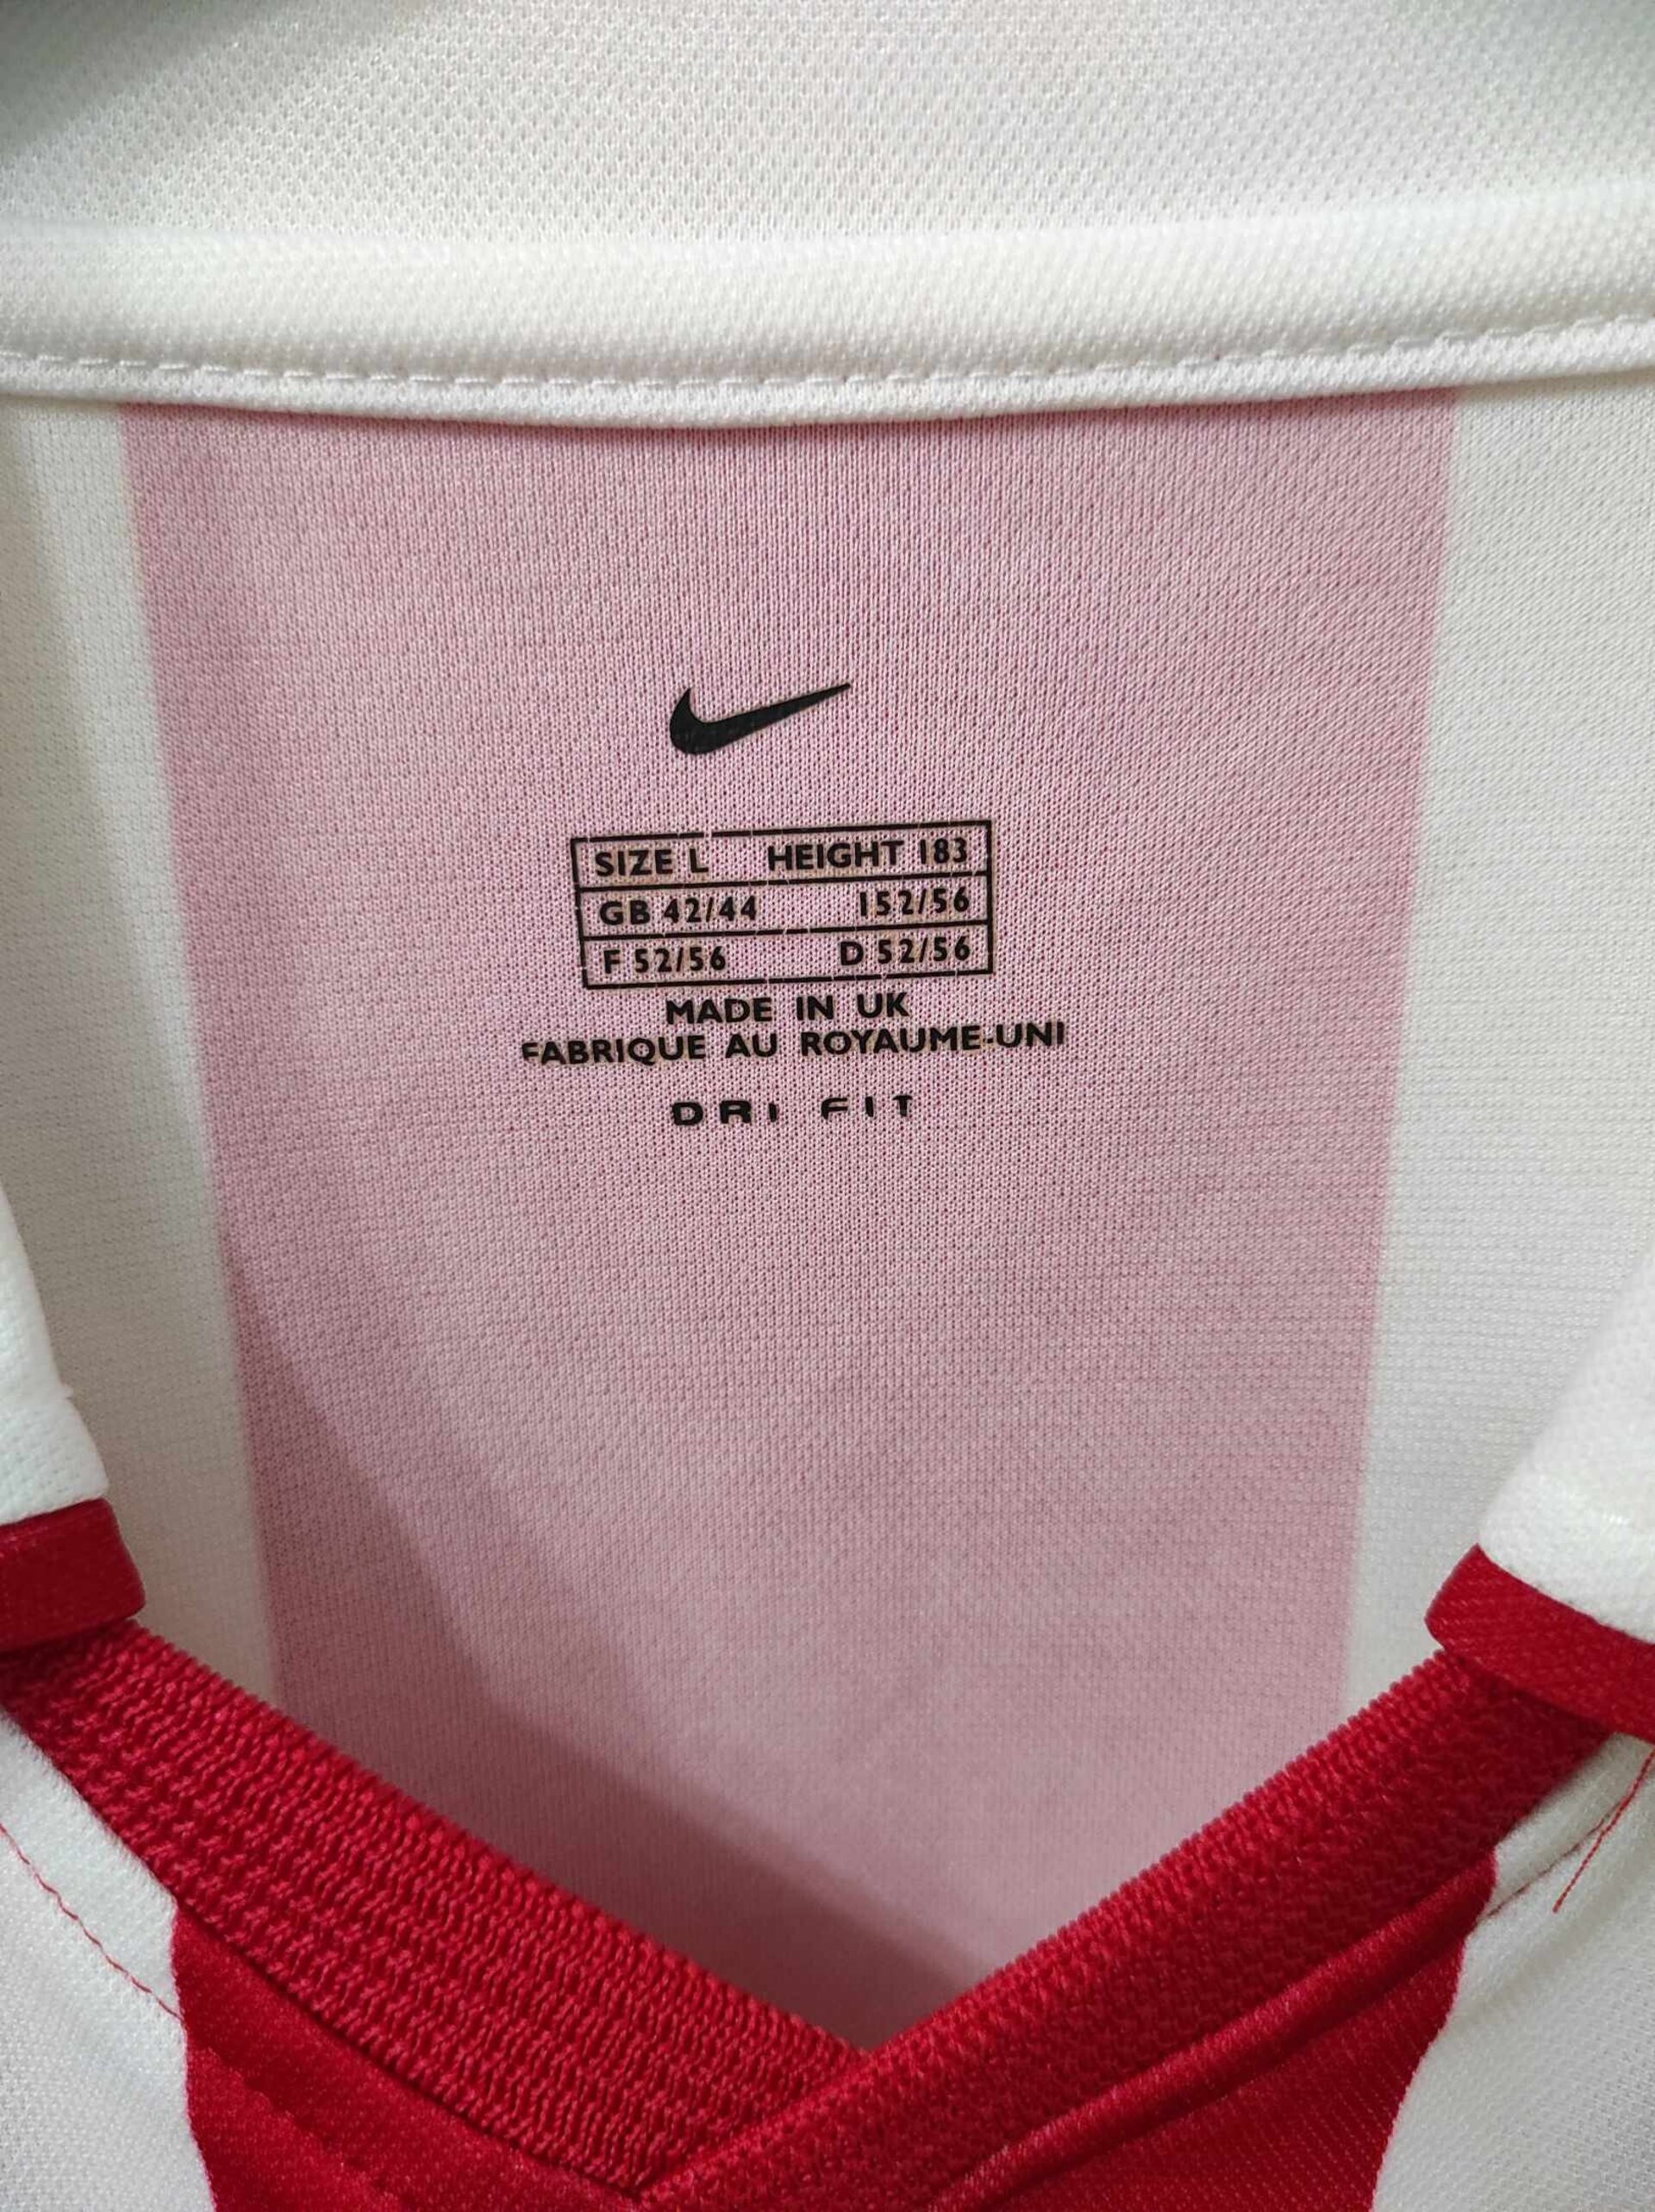 SIZE L HEIGHT 183
GB 42/44 152/56
F 52/56 D 52/56
MADE IN UK
FABRIQUE AU ROYAUME-UNI
DRI FIT